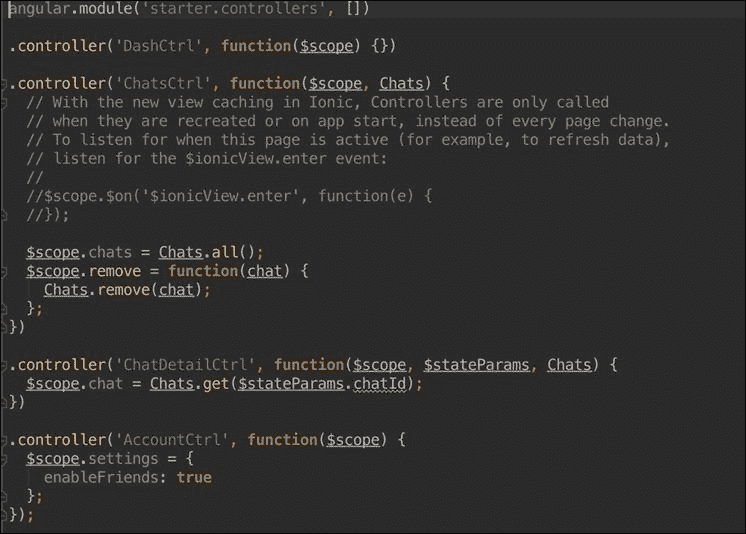 angular.module('starter.controllers', [])

.controller('DashCtrl', function($scope) {})

.controller('ChatsCtrl', function($scope, Chats) {
  // With the new view caching in Ionic, Controllers are only called
  // when they are recreated or on app start, instead of every page change.
  // To listen for when this page is active (for example, to refresh data),
  // listen for the $ionicView.enter event:
  //
  //$scope.$on('$ionicView.enter', function(e) {
  //});

  $scope.chats = Chats.all();
  $scope.remove = function(chat) {
    Chats.remove(chat);
  };
})

.controller('ChatDetailCtrl', function($scope, $stateParams, Chats) {
  $scope.chat = Chats.get($stateParams.chatId);
})

.controller('AccountCtrl', function($scope) {
  $scope.settings = {
    enableFriends: true
  };
});